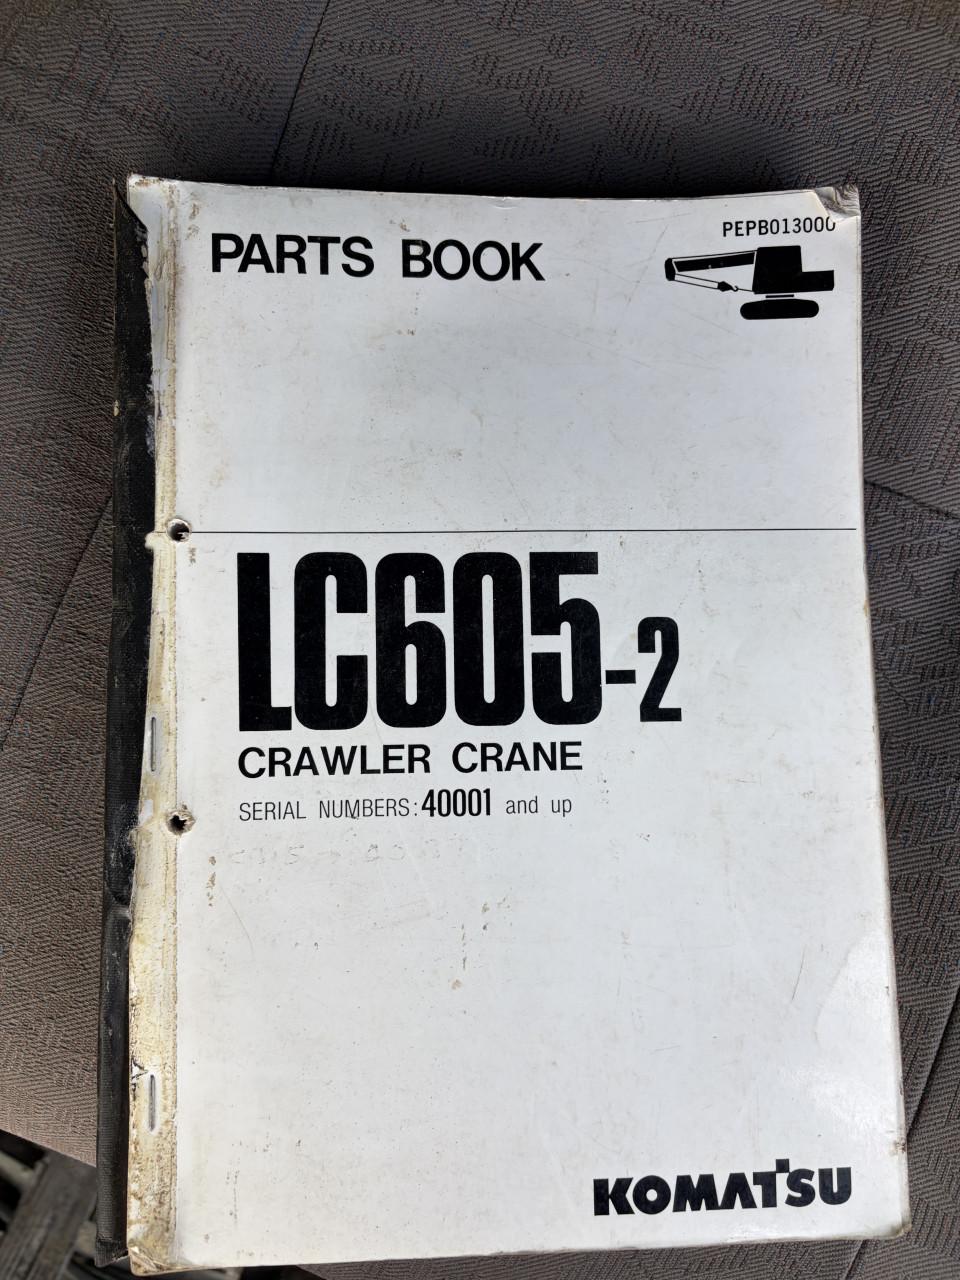 PEPB013000
PARTS BOOK
LC605-2
CRAWLER CRANE
SERIAL NUMBERS: 40001 and up
KOMATSU